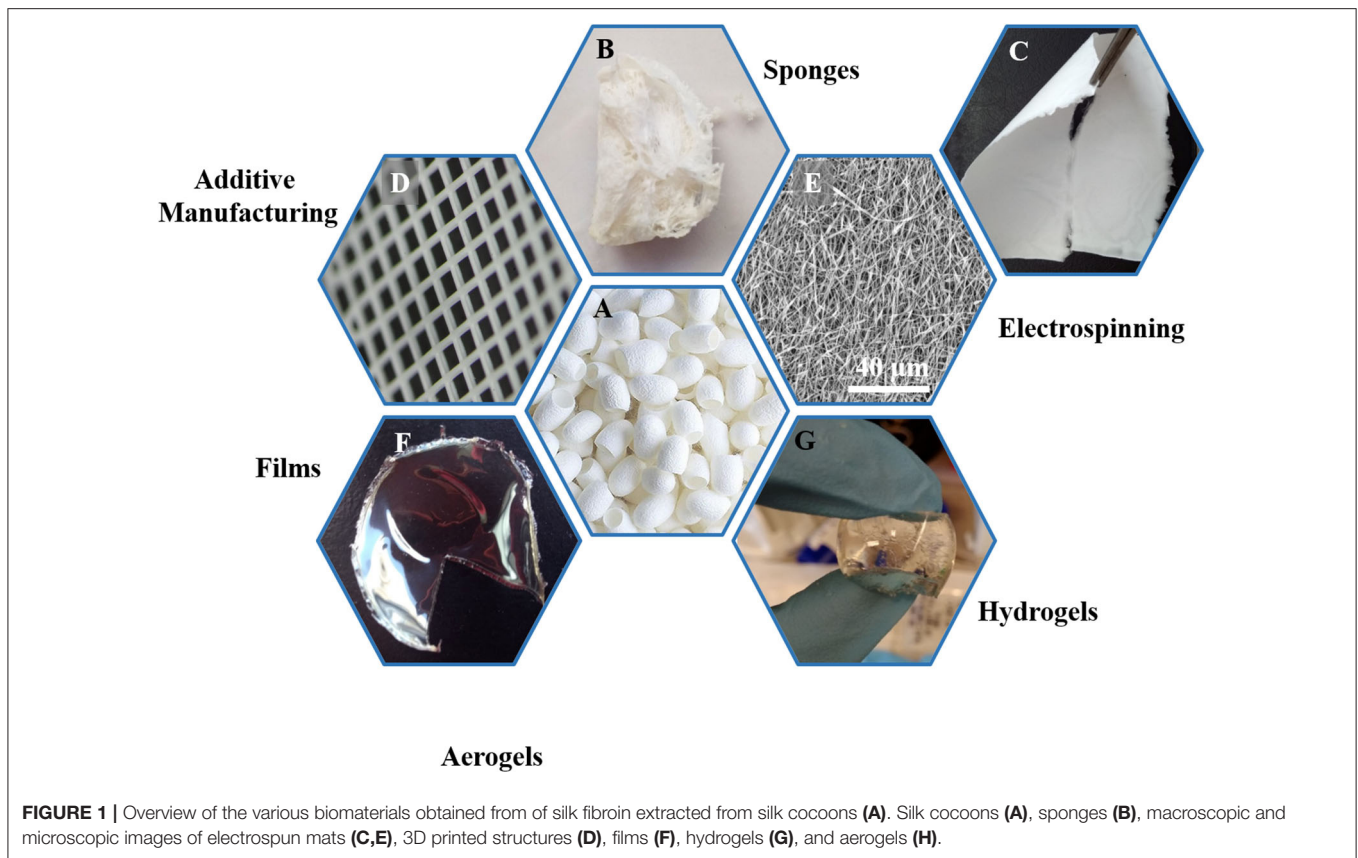 B
Sponges
C
Additive
Manufacturing
D
E
A
40 μm
Electrospinning
Films
F
G
Hydrogels
Aerogels
FIGURE 1 | Overview of the various biomaterials obtained from of silk fibroin extracted from silk cocoons (A). Silk cocoons (A), sponges (B), macroscopic and
microscopic images of electrospun mats (C,E), 3D printed structures (D), films (F), hydrogels (G), and aerogels (H).